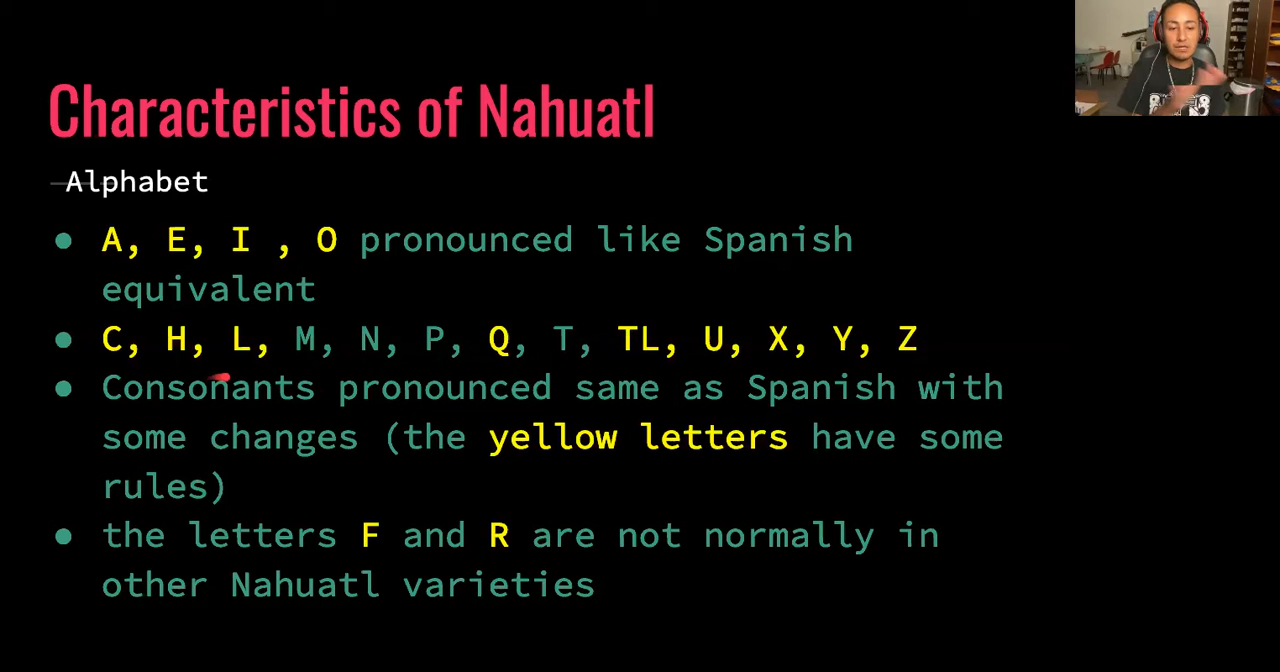 Characteristics of Nahuatl
Alphabet
● A, E, I , O pronounced like Spanish
equivalent
● C, H, L, M, N, P, Q, T, TL, U, X, Y, Z
● Consonants pronounced same as Spanish with
some changes (the yellow letters have some
rules)
● the letters F and R are not normally in
other Nahuatl varieties